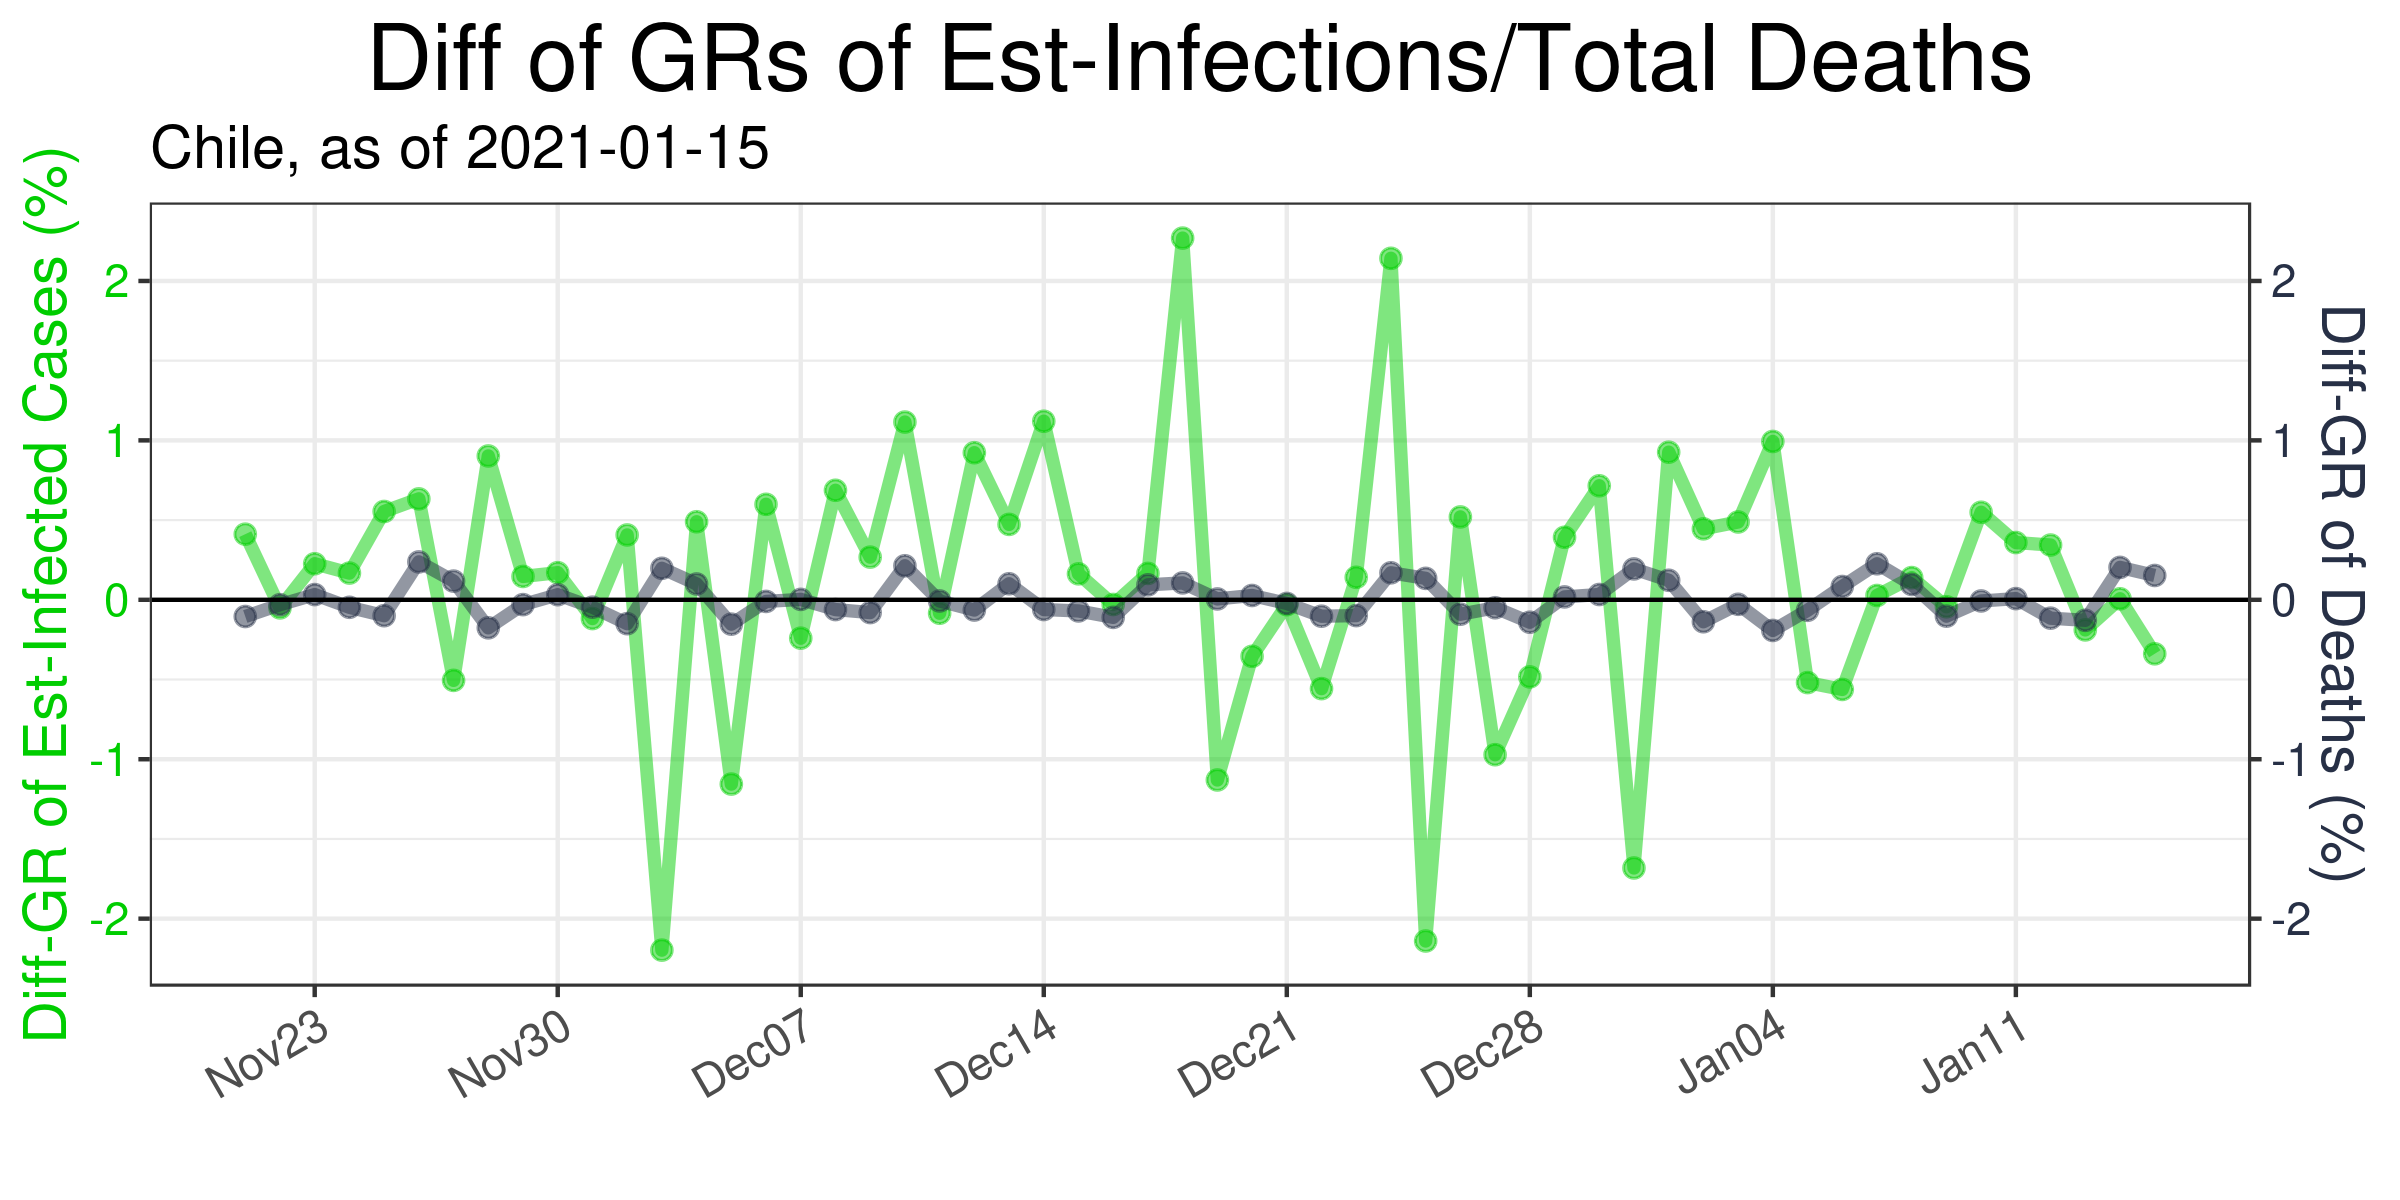 Diff of GRs of Est-Infections/Total Deaths
Chile, as of 2021-01-15
Diff-GR of Est-Infected Cases (%)
2
1
0
-1
-2
2
1
0
-1
-2
Diff-GR of Deaths (%)
Nov23
Nov30
Dec07
Dec14
Dec21
Dec28
Jan04
Jan11